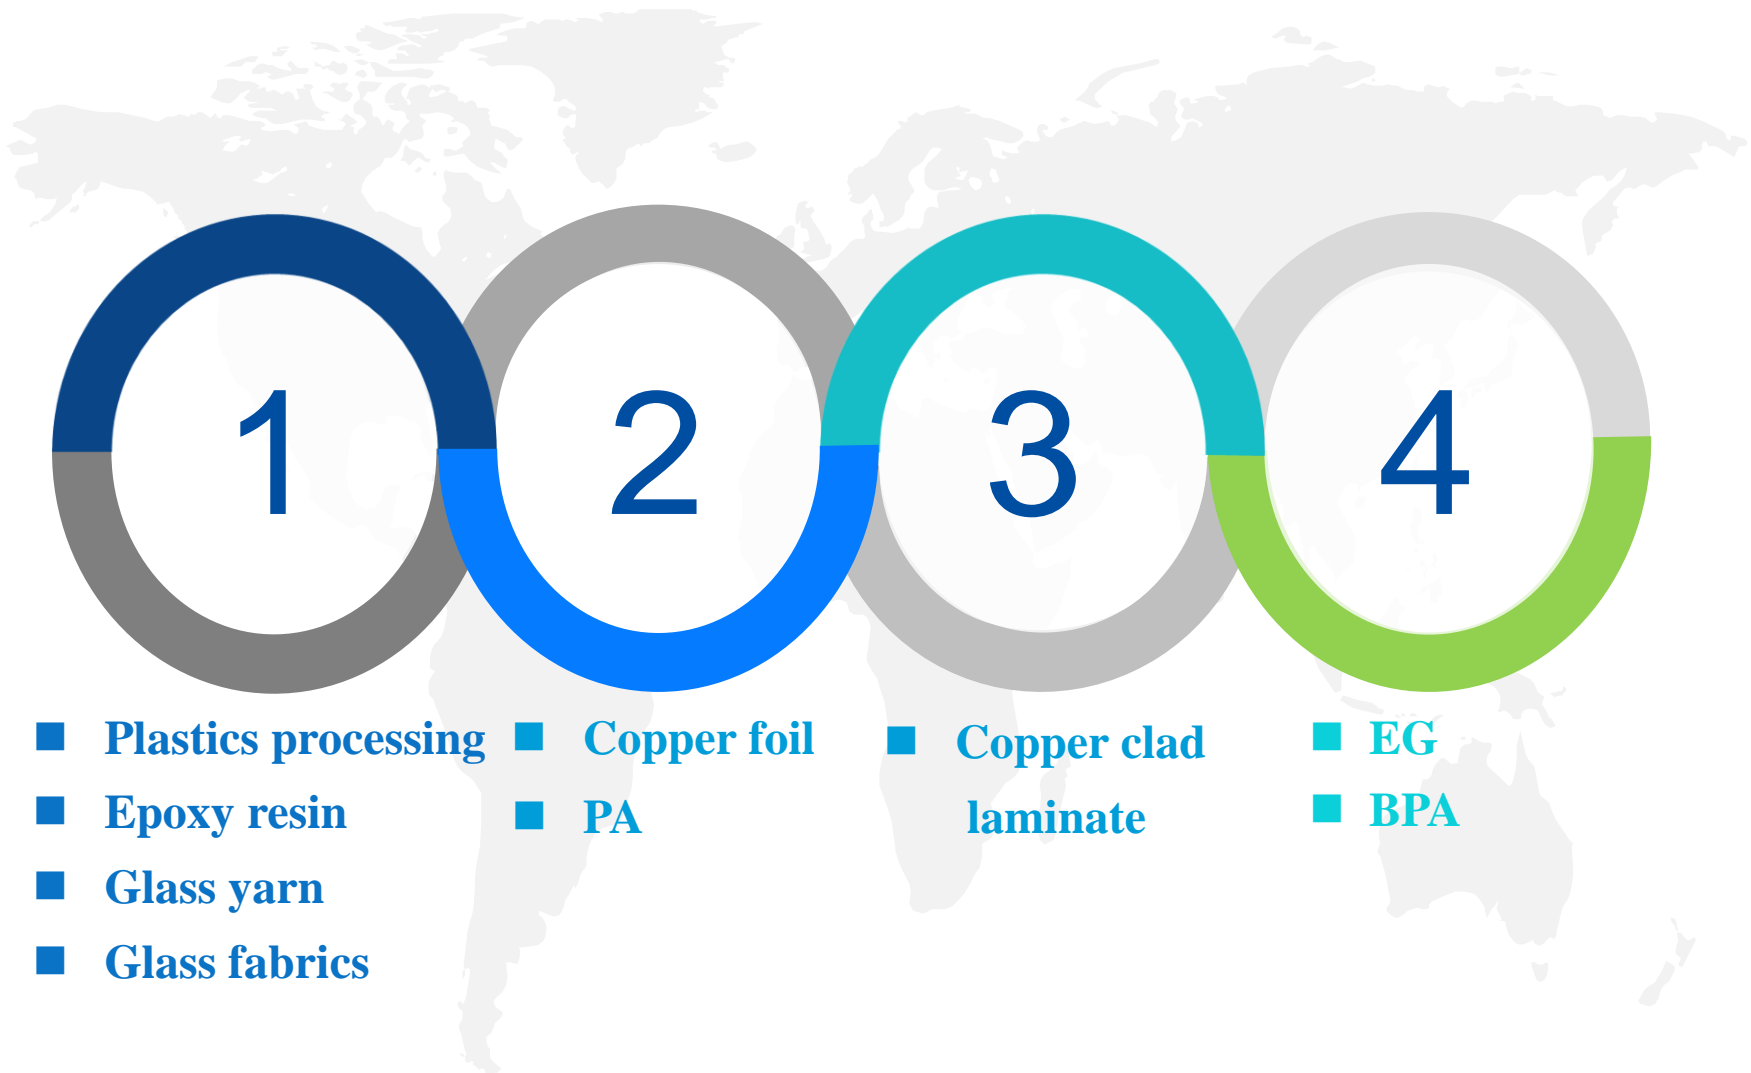 1
2
3
4
Plastics processing
Epoxy resin
Glass yarn
Glass fabrics
Copper foil
PA
Copper clad
laminate
EG
BPA